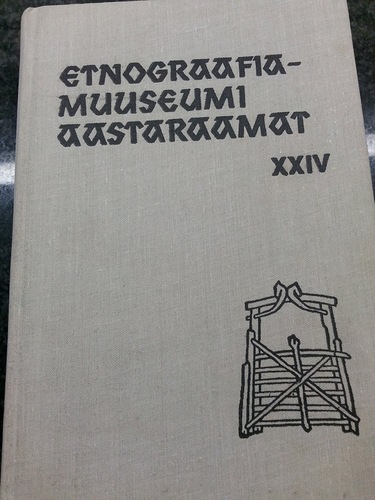 ETNOGRAAFIA-
MUUSEUMI
AASTARAAMAT
XXIV